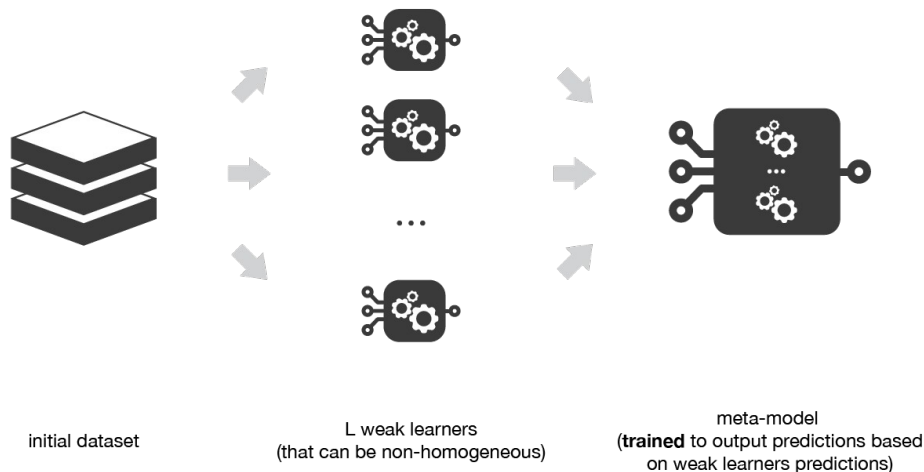 ...
...
initial dataset
L weak learners
(that can be non-homogeneous)
meta-model
(trained to output predictions based
on weak learners predictions)